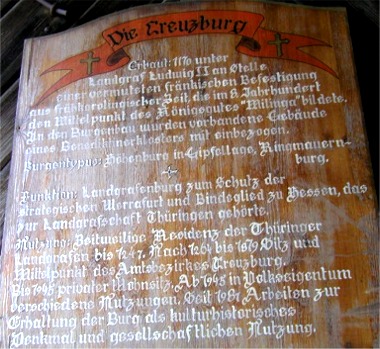 Die Creuzburg
Erbaut: 1170 unter
Landgraf Ludwig II an Stelle
einer vermuteten fränkischen Befestigung
aus frühkarolingischer Zeit, die im 8. Jahrhundert
den Mittelpunkt des Königsgutes "Milinga" bildete.
In den Burgenbau wurden vorhandene Gebäude
eines Benediktinerklosters mit einbezogen.
Burgentypus: Höhenburg in Gipfellage, Ringmauern-
burg.
Funktion: Landgrafenburg zum Schutz der
strategischen Werrafurt und Bindeglied zu Hessen, das
zur Landgrafschaft Thüringen gehörte.
Nutzung: Zeitweilige Residenz der Thüringer
Landgrafen bis 1247. Nach 1264 bis Sitz und
Mittelpunkt des Amtsbezirkes Creuzburg.
Bis 1945 privater Wohnsitz. Ab 1945 in Volkseigentum
verschiedene Nutzungen. Seit 1981 Arbeiten zur
Erhaltung der Burg als kulturhistorisches
Denkmal und gesellschaftlichen Nutzung.